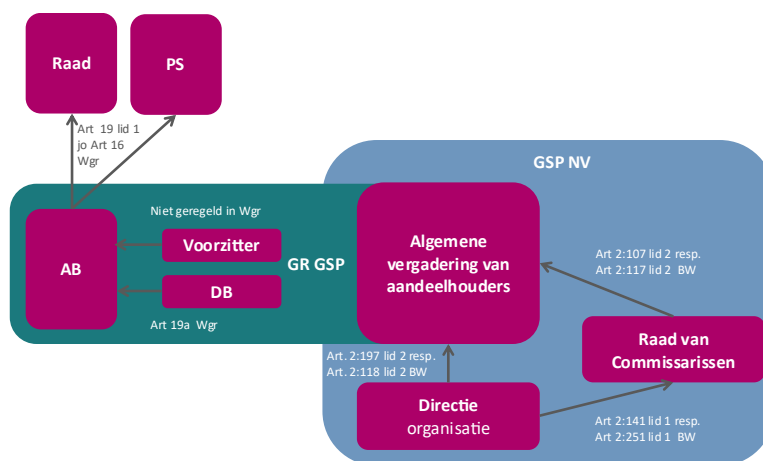 Raad
PS
Art 19 lid 1
jo Art 16
Wgr
GSP NV
Niet geregeld in Wgr
Voorzitter
AB
GR GSP
DB
Art 19a Wgr
Algemene
vergadering van
aandeelhouders
Art 2:107 lid 2 resp.
Art 2:117 lid 2 BW
Raad van
Commissarissen
Art. 2:197 lid 2 resp.
Art. 2:118 lid 2 BW
Directie
organisatie
Art 2:141 lid 1 resp.
Art 2:251 lid 1 BW